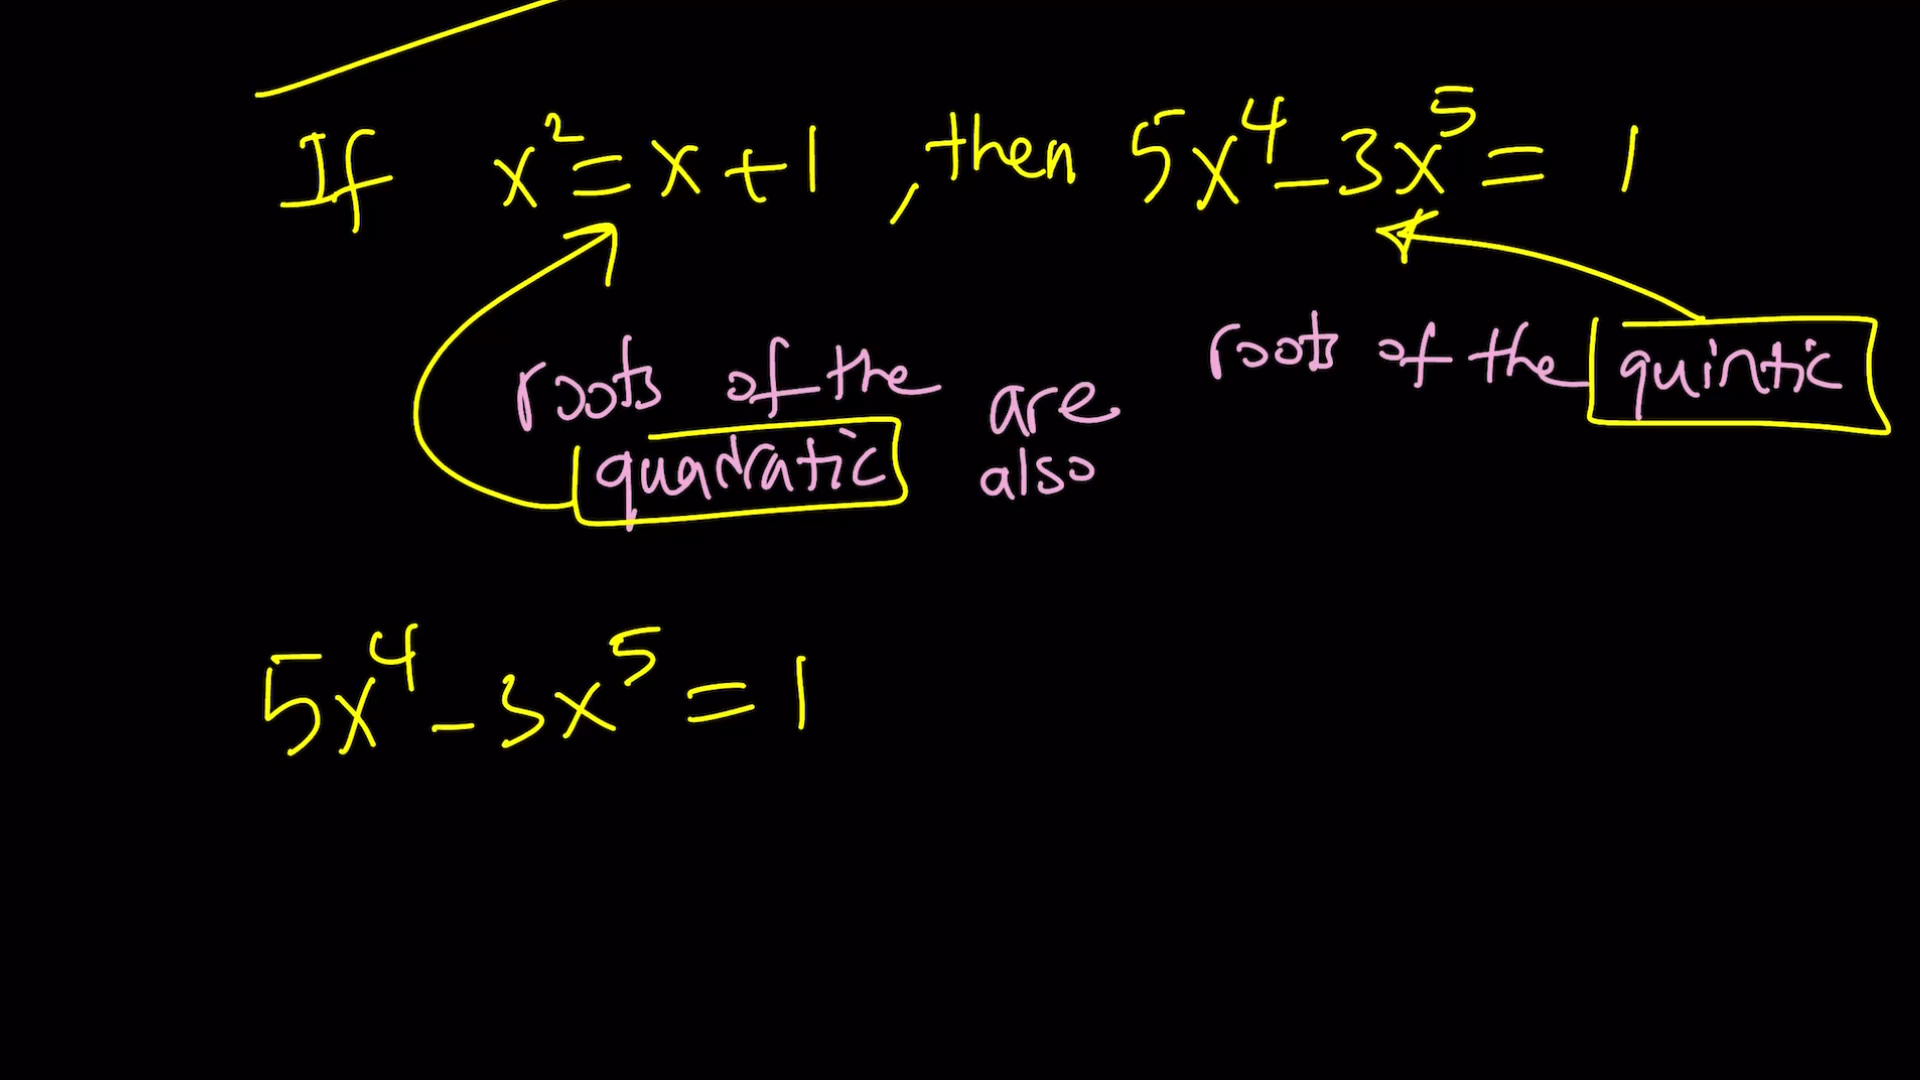 If x² = x + 1 , then 5x⁴ - 3x⁵ = 1
roots of the are roots of the quintic
quadratic also
5x⁴ - 3x⁵ = 1